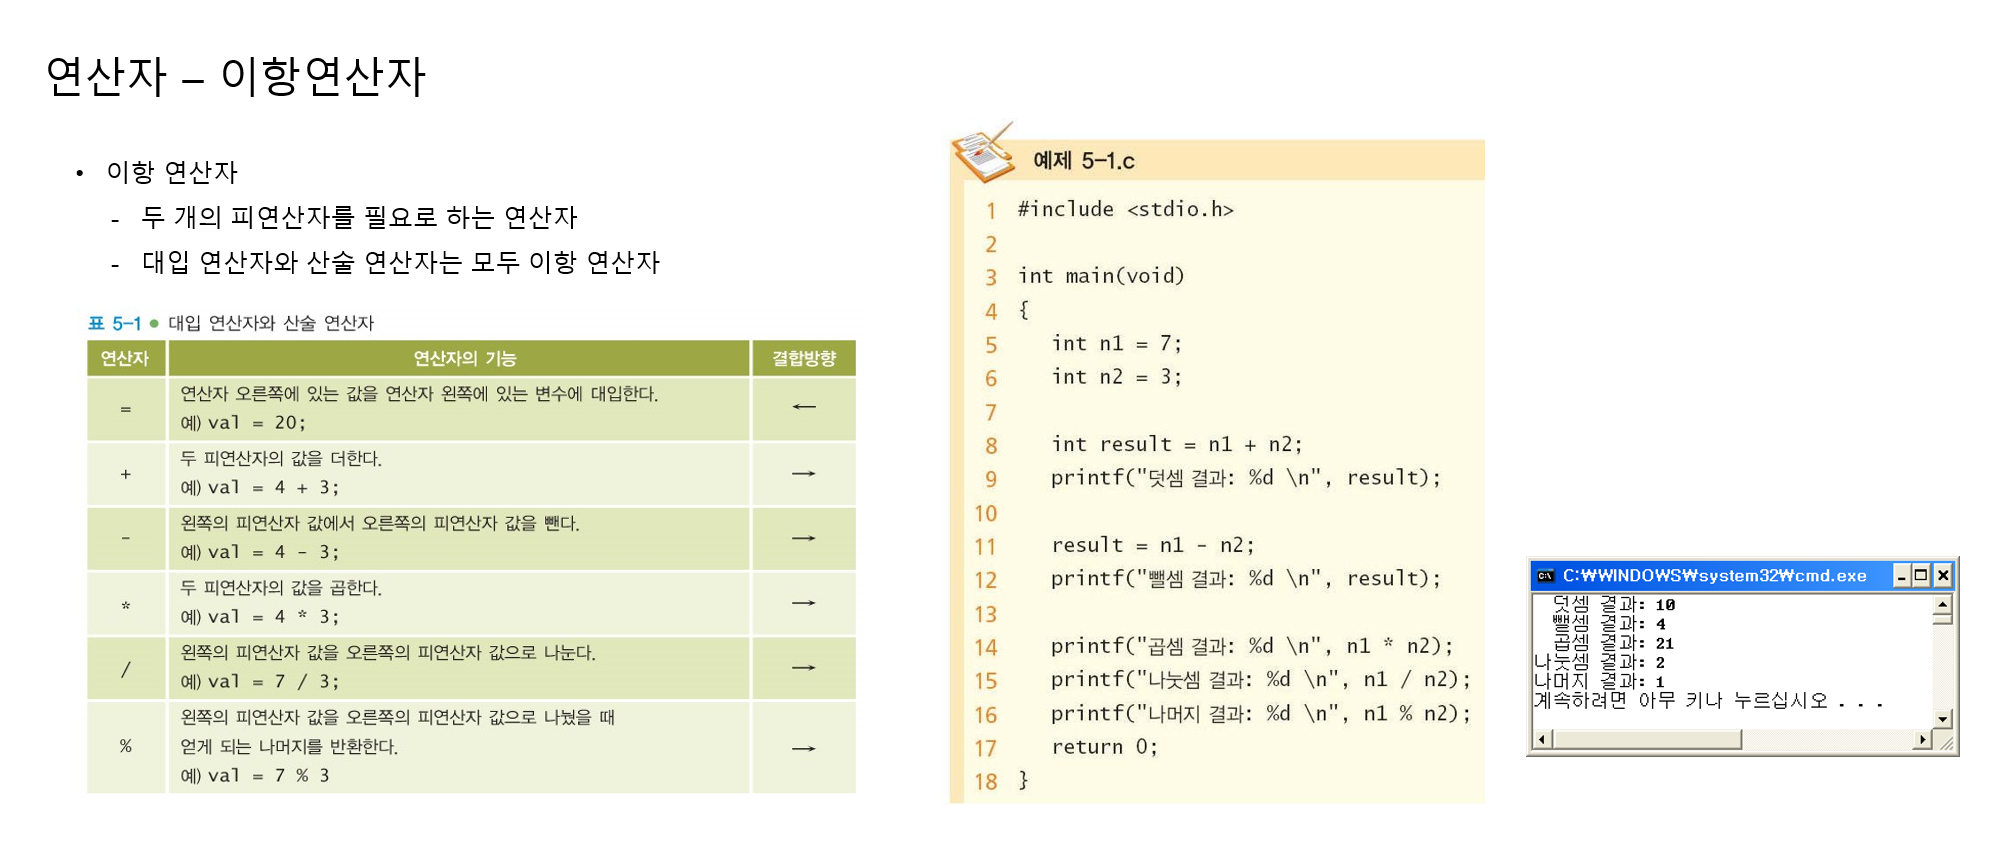 연산자 – 이항연산자
• 이항 연산자
- 두 개의 피연산자를 필요로 하는 연산자
- 대입 연산자와 산술 연산자는 모두 이항 연산자
표 5-1 ● 대입 연산자와 산술 연산자
연산자 연산자의 기능 결합방향
= 연산자 오른쪽에 있는 값을 연산자 왼쪽에 있는 변수에 대입한다. ←
예) val = 20;
+ 두 피연산자의 값을 더한다. →
예) val = 4 + 3;
- 왼쪽의 피연산자 값에서 오른쪽의 피연산자 값을 뺀다. →
예) val = 4 - 3;
* 두 피연산자의 값을 곱한다. →
예) val = 4 * 3;
/ 왼쪽의 피연산자 값을 오른쪽의 피연산자 값으로 나눈다. →
예) val = 7 / 3;
% 왼쪽의 피연산자 값을 오른쪽의 피연산자 값으로 나눴을 때 →
얻게 되는 나머지를 반환한다.
예) val = 7 % 3
예제 5-1.c
1 #include <stdio.h>
2
3 int main(void)
4 {
5 int n1 = 7;
6 int n2 = 3;
7
8 int result = n1 + n2;
9 printf("덧셈 결과: %d \n", result);
10
11 result = n1 - n2;
12 printf("뺄셈 결과: %d \n", result);
13
14 printf("곱셈 결과: %d \n", n1 * n2);
15 printf("나눗셈 결과: %d \n", n1 / n2);
16 printf("나머지 결과: %d \n", n1 % n2);
17 return 0;
18 }
C:₩WINDOWS₩system32₩cmd.exe
덧셈 결과: 10
뺄셈 결과: 4
곱셈 결과: 21
나눗셈 결과: 2
나머지 결과: 1
계속하려면 아무 키나 누르십시오 . . .